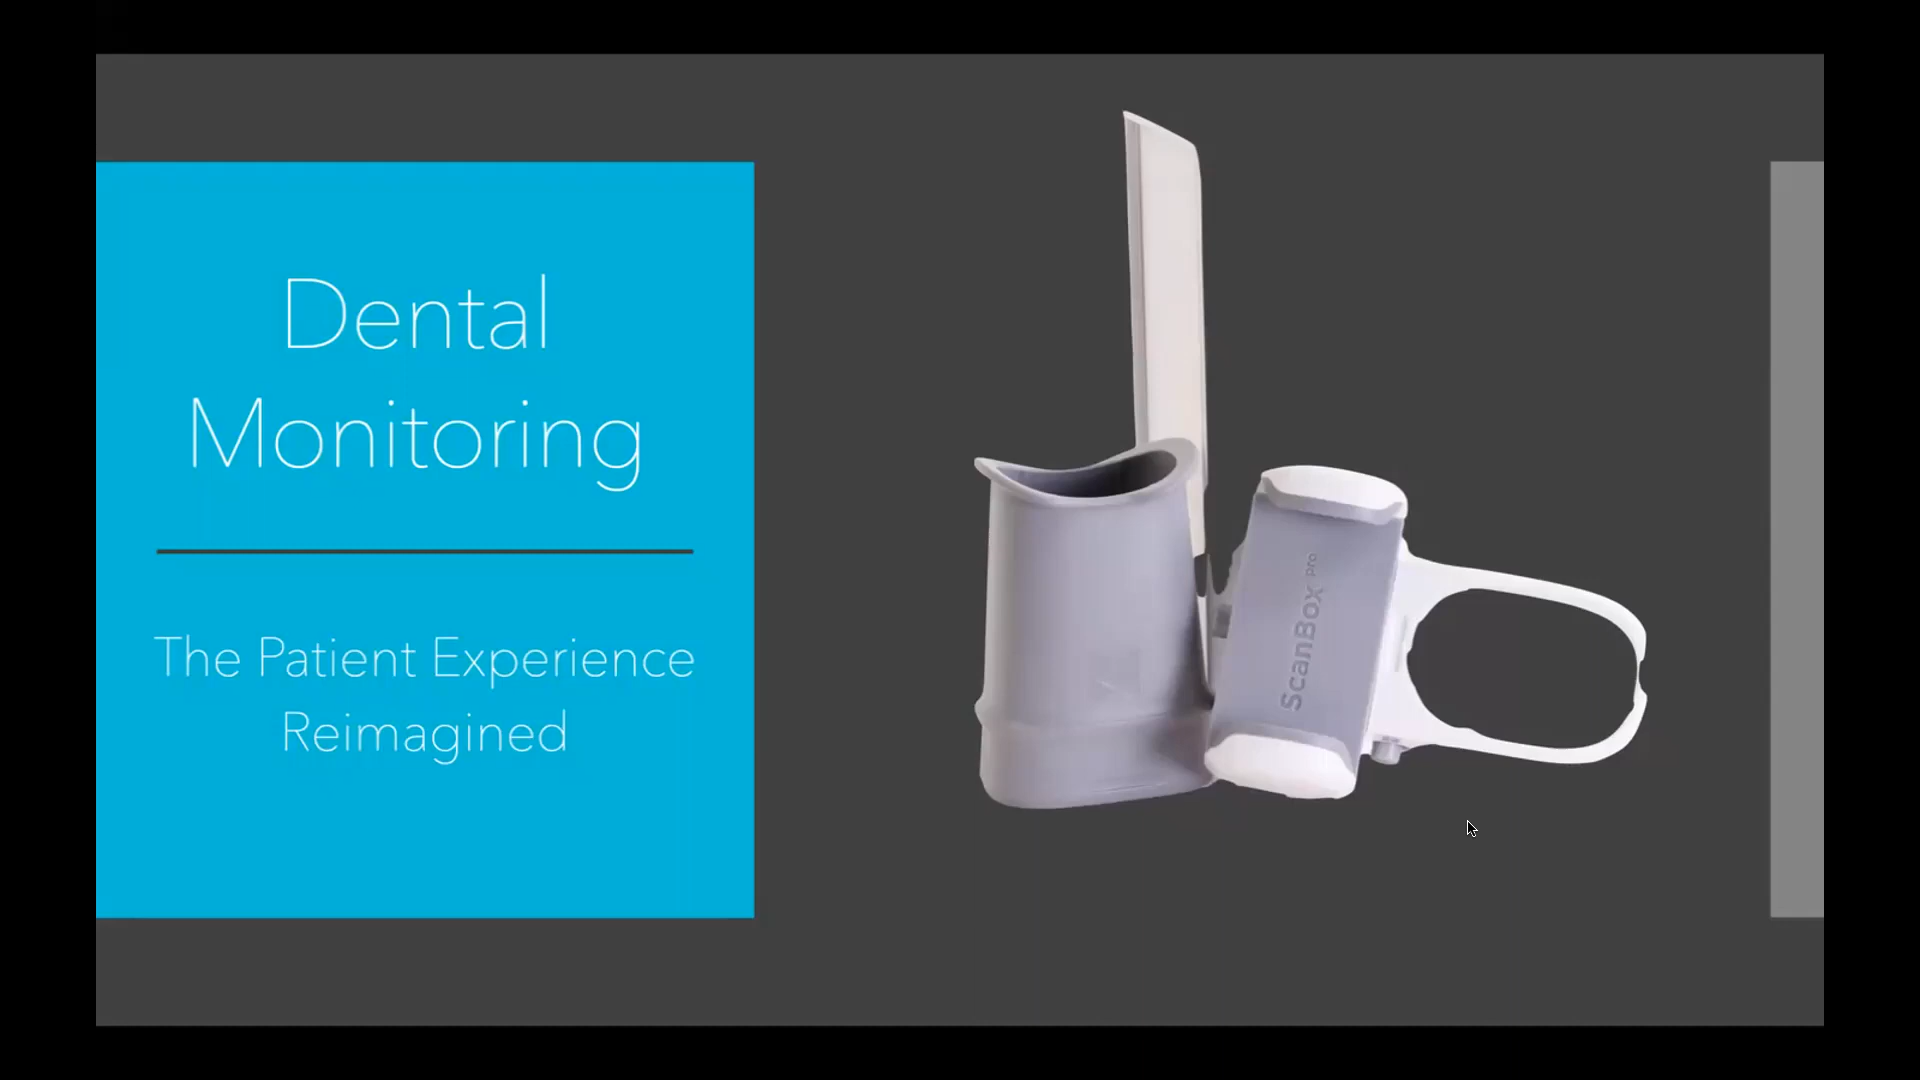 Dental
Monitoring
The Patient Experience
Reimagined
ScanBox pro